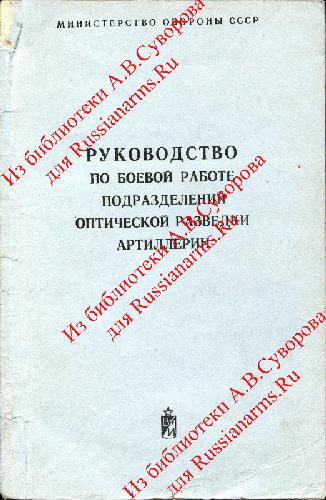 МИНИСТЕРСТВО ОБОРОНЫ СССР
РУКОВОДСТВО
ПО БОЕВОЙ РАБОТЕ
ПОДРАЗДЕЛЕНИЙ
ОПТИЧЕСКОЙ РАЗВЕДКИ
АРТИЛЛЕРИИ
Из библиотеки А.В.Суворова
для Russianarms.Ru
Из библиотеки А.В.Суворова
для Russianarms.Ru
Из библиотеки А.В.Суворова
для Russianarms.Ru